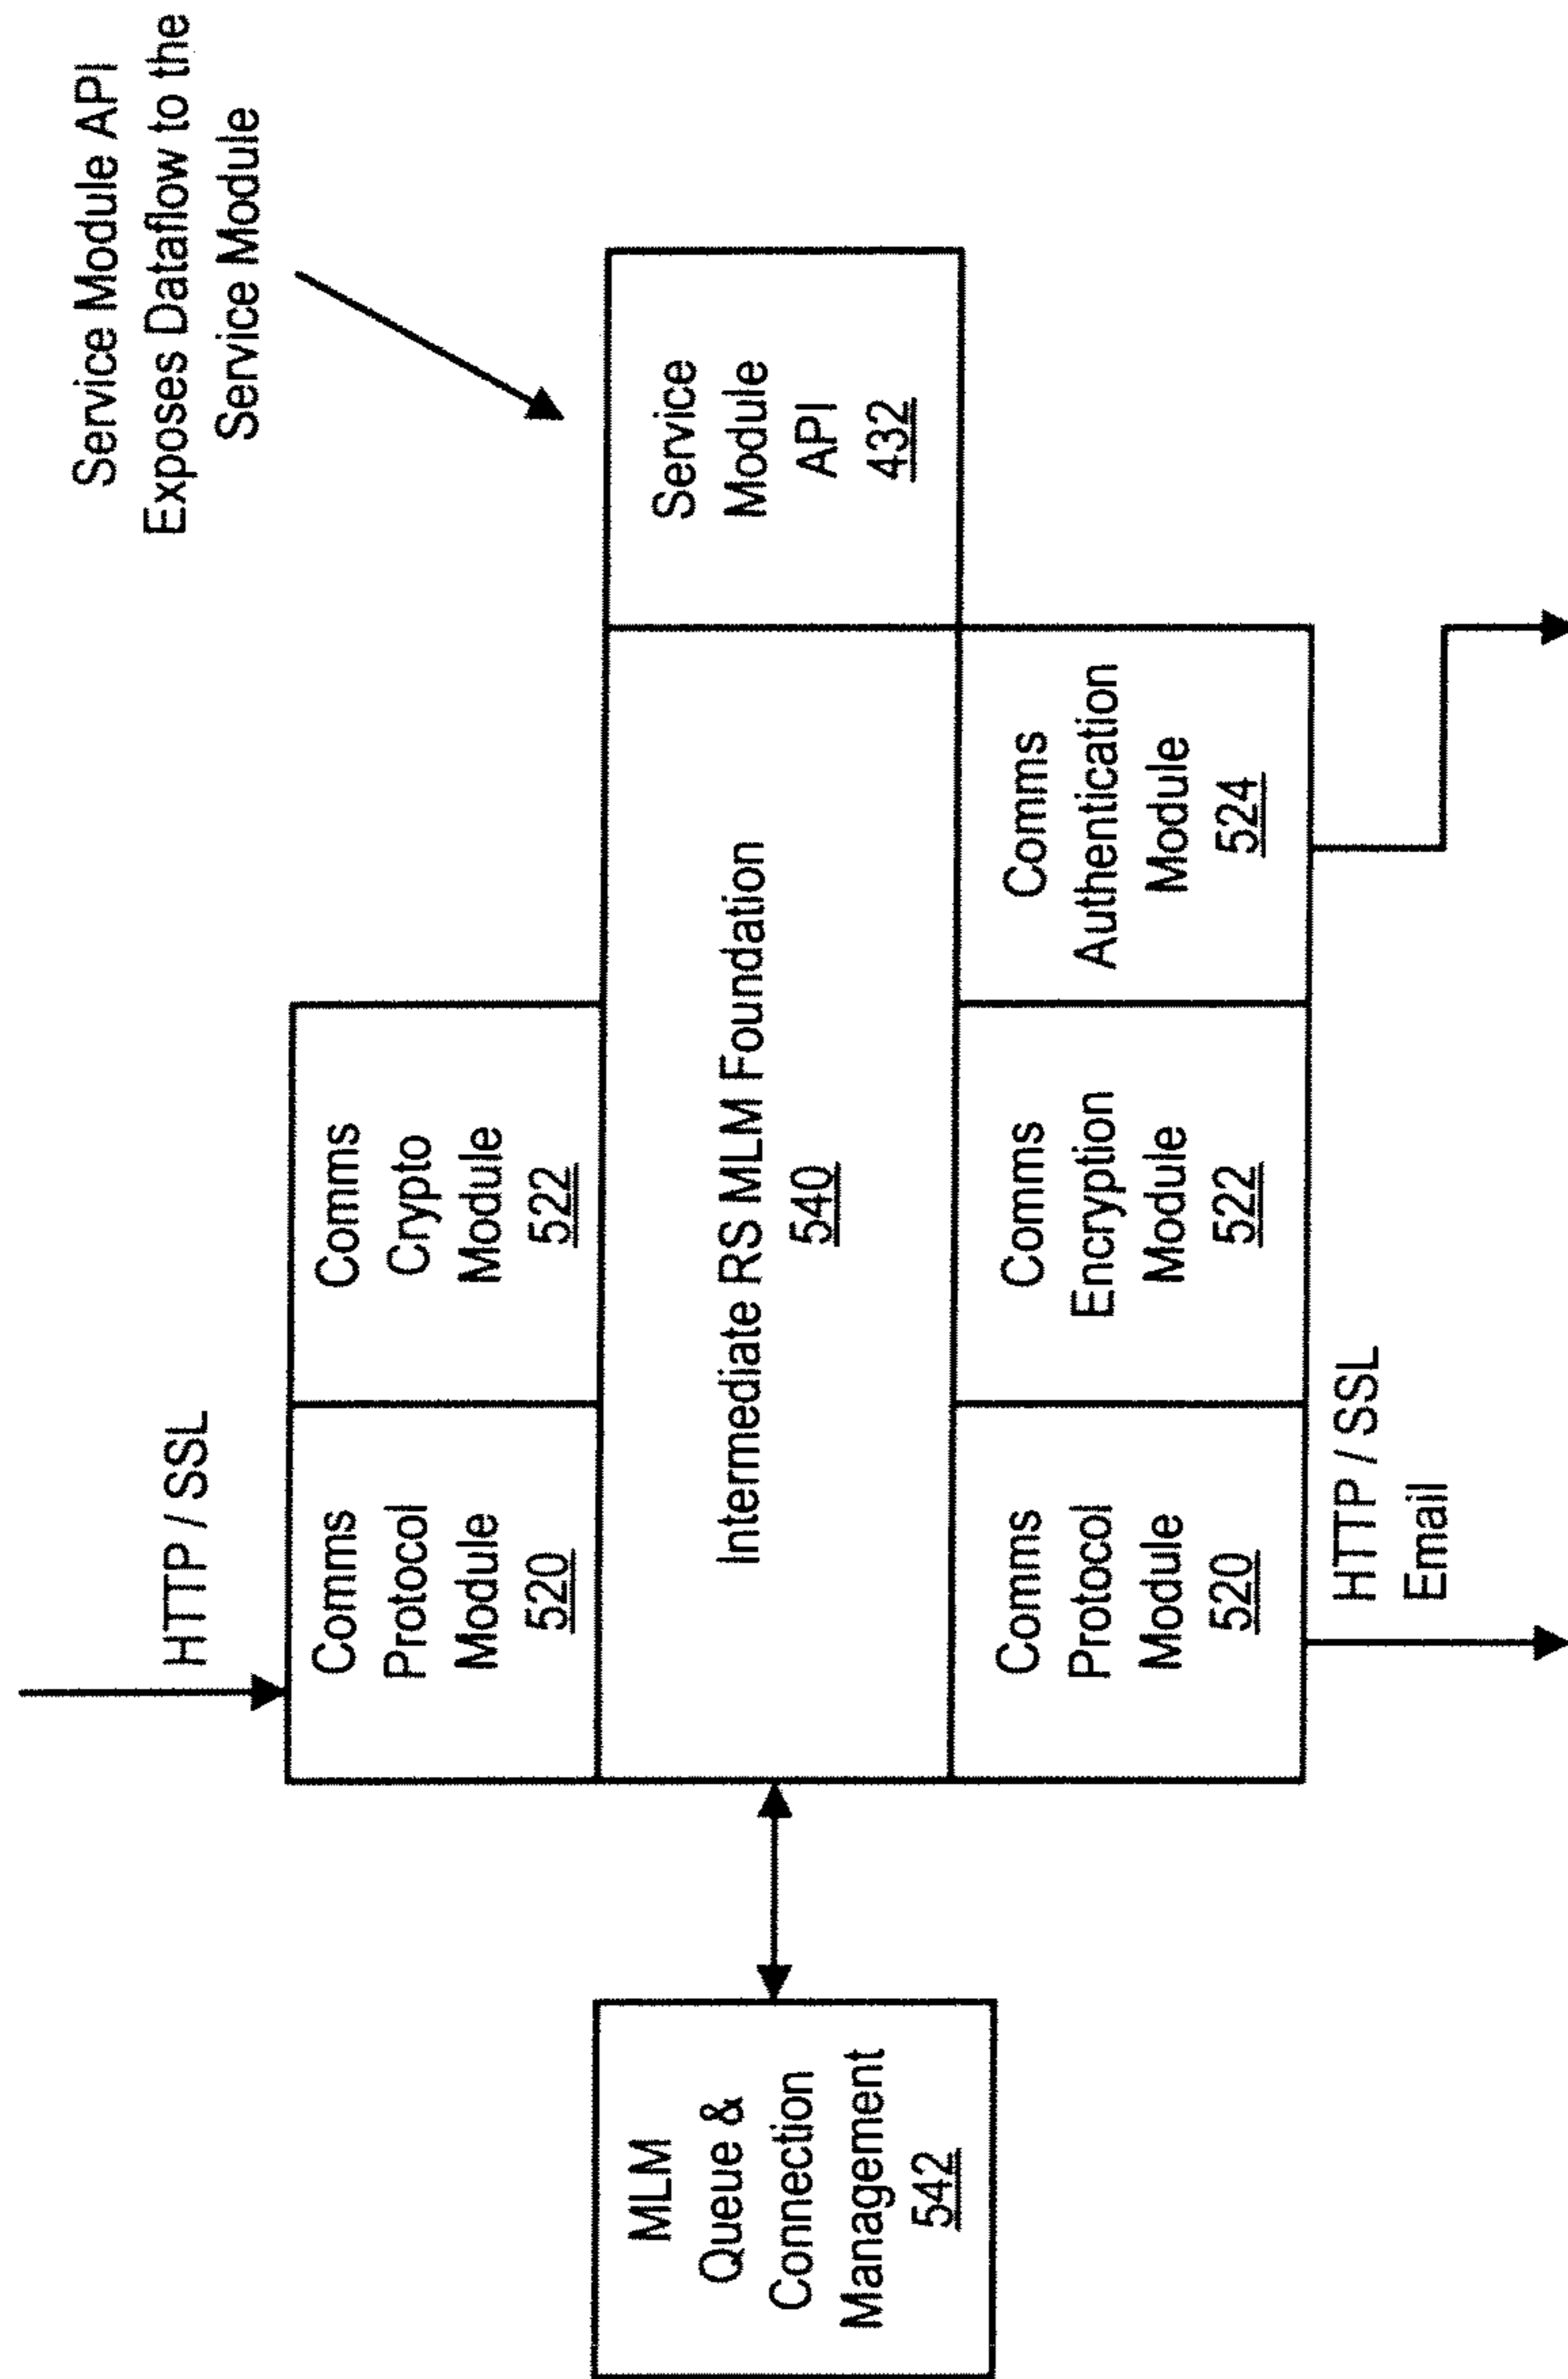 Service Module API
Exposes Dataflow to the
Service Module
HTTP / SSL
Comms
Protocol
Module
520
Comms
Crypto
Module
522
MLM
Queue &
Connection
Management
542
Intermediate RS MLM Foundation
540
Service
Module
API
432
Comms
Protocol
Module
520
Comms
Encryption
Module
522
Comms
Authentication
Module
524
HTTP / SSL
Email